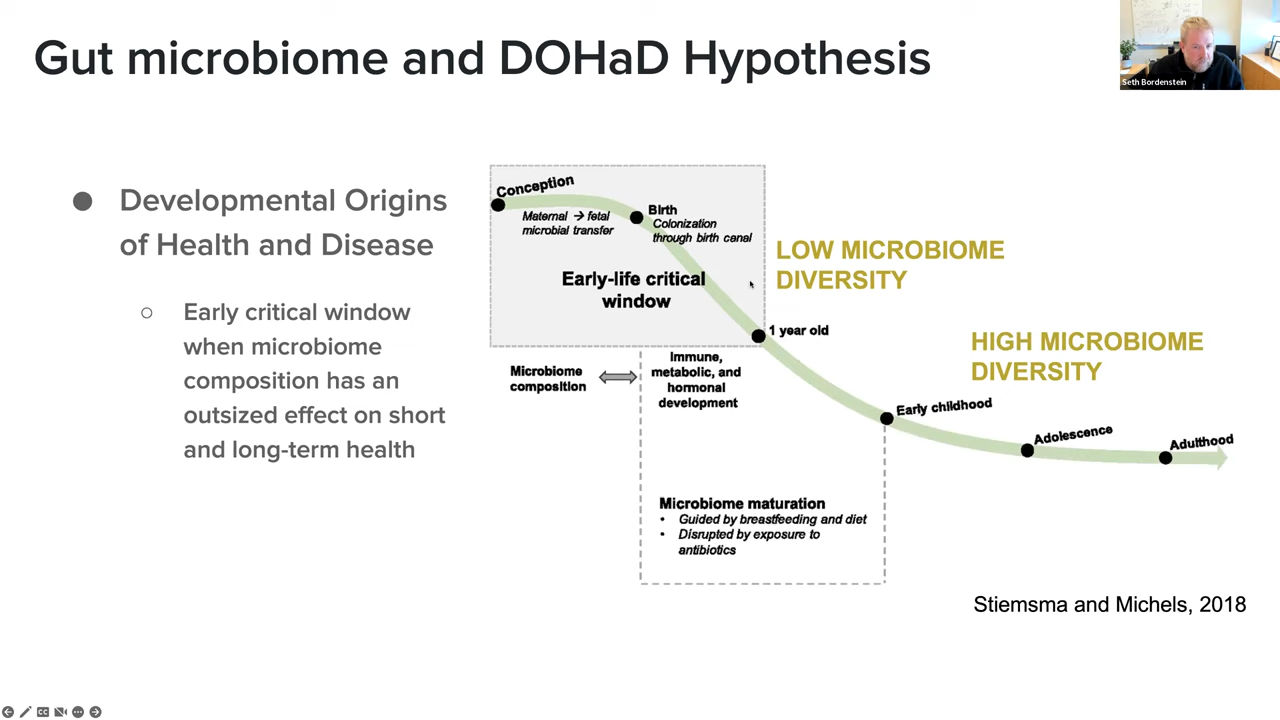 Gut microbiome and DOHaD Hypothesis
Seth Bordenstein
● Developmental Origins
of Health and Disease
○ Early critical window
when microbiome
composition has an
outsized effect on short
and long-term health
Conception
Maternal → fetal
microbial transfer
Birth
Colonization
through birth canal
Early-life critical
window
LOW MICROBIOME
DIVERSITY
1 year old
HIGH MICROBIOME
DIVERSITY
Microbiome
composition
Immune,
metabolic, and
hormonal
development
Early childhood
Adolescence
Adulthood
Microbiome maturation
• Guided by breastfeeding and diet
• Disrupted by exposure to
antibiotics
Stiemsma and Michels, 2018
CC